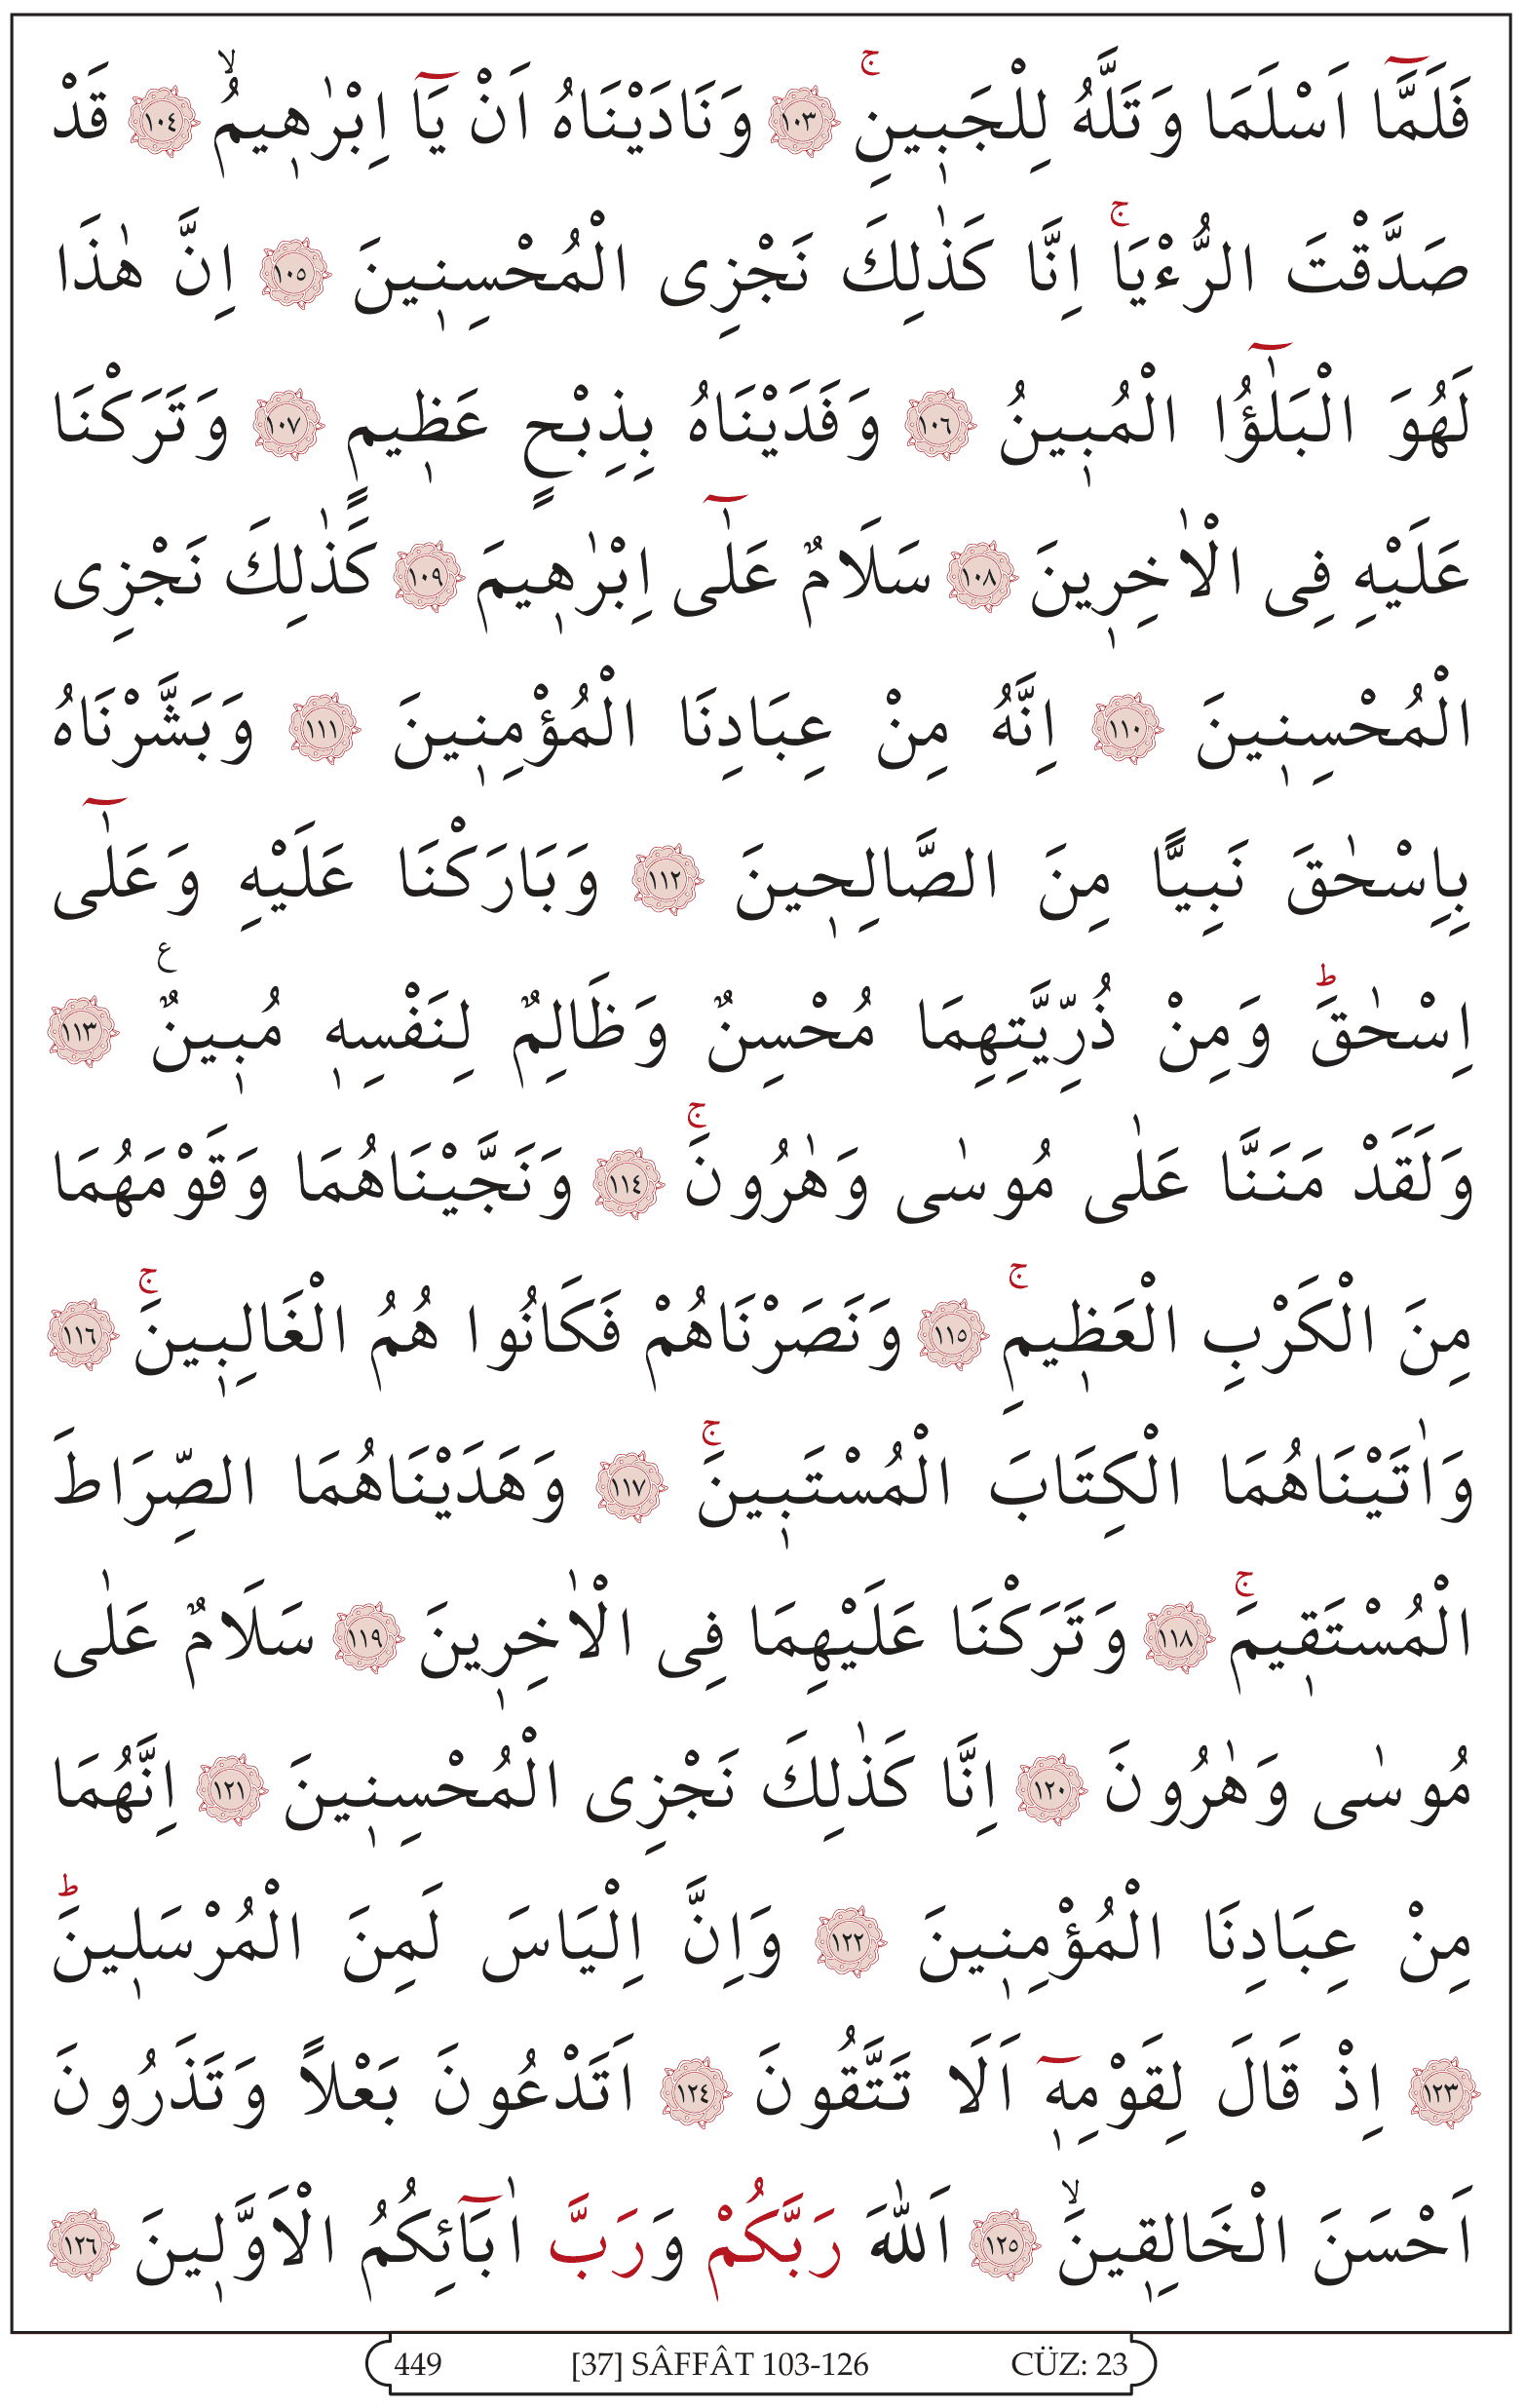 فَلَمَّٓا اَسْلَمَا وَتَلَّهُ لِلْجَب۪ينِۚ ﴿١٠٣﴾ وَنَادَيْنَاهُ اَنْ يَٓا اِبْرٰه۪يمُۙ ﴿١٠٤﴾ قَدْ
صَدَّقْتَ الرُّءْيَاۚ اِنَّا كَذٰلِكَ نَجْزِى الْمُحْسِن۪ينَ ﴿١٠٥﴾ اِنَّ هٰذَا
لَهُوَ الْبَلٰٓؤُا الْمُب۪ينُ ﴿١٠٦﴾ وَفَدَيْنَاهُ بِذِبْحٍ عَظ۪يمٍ ﴿١٠٧﴾ وَتَرَكْنَا
عَلَيْهِ فِى الْاٰخِر۪ينَ ﴿١٠٨﴾ سَلَامٌ عَلٰٓى اِبْرٰه۪يمَ ﴿١٠٩﴾ كَذٰلِكَ نَجْزِى
الْمُحْسِن۪ينَ ﴿١١٠﴾ اِنَّهُ مِنْ عِبَادِنَا الْمُؤْمِن۪ينَ ﴿١١١﴾ وَبَشَّرْنَاهُ
بِاِسْحٰقَ نَبِيًّا مِنَ الصَّالِح۪ينَ ﴿١١٢﴾ وَبَارَكْنَا عَلَيْهِ وَعَلٰٓى
اِسْحٰقَۜ وَمِنْ ذُرِّيَّتِهِمَا مُحْسِنٌ وَظَالِمٌ لِنَفْسِه۪ مُب۪ينٌ ع ﴿١١٣﴾
وَلَقَدْ مَنَنَّا عَلٰى مُوسٰى وَهٰرُونَۚ ﴿١١٤﴾ وَنَجَّيْنَاهُمَا وَقَوْمَهُمَا
مِنَ الْكَرْبِ الْعَظ۪يمِۚ ﴿١١٥﴾ وَنَصَرْنَاهُمْ فَكَانُوا هُمُ الْغَالِب۪ينَۚ ﴿١١٦﴾
وَاٰتَيْنَاهُمَا الْكِتَابَ الْمُسْتَب۪ينَۚ ﴿١١٧﴾ وَهَدَيْنَاهُمَا الصِّرَاطَ
الْمُسْتَق۪يمَۚ ﴿١١٨﴾ وَتَرَكْنَا عَلَيْهِمَا فِى الْاٰخِر۪ينَ ﴿١١٩﴾ سَلَامٌ عَلٰى
مُوسٰى وَهٰرُونَ ﴿١٢٠﴾ اِنَّا كَذٰلِكَ نَجْزِى الْمُحْسِن۪ينَ ﴿١٢١﴾ اِنَّهُمَا
مِنْ عِبَادِنَا الْمُؤْمِن۪ينَ ﴿١٢٢﴾ وَاِنَّ اِلْيَاسَ لَمِنَ الْمُرْسَل۪ينَۜ
﴿١٢٣﴾ اِذْ قَالَ لِقَوْمِه۪ٓ اَلَا تَتَّقُونَ ﴿١٢٤﴾ اَتَدْعُونَ بَعْلاً وَتَذَرُونَ
اَحْسَنَ الْخَالِق۪ينَۙ ﴿١٢٥﴾ اَللّٰهَ رَبَّكُمْ وَرَبَّ اٰبَٓائِكُمُ الْاَوَّل۪ينَ ﴿١٢٦﴾
449 [37] SÂFFÂT 103-126 CÜZ: 23